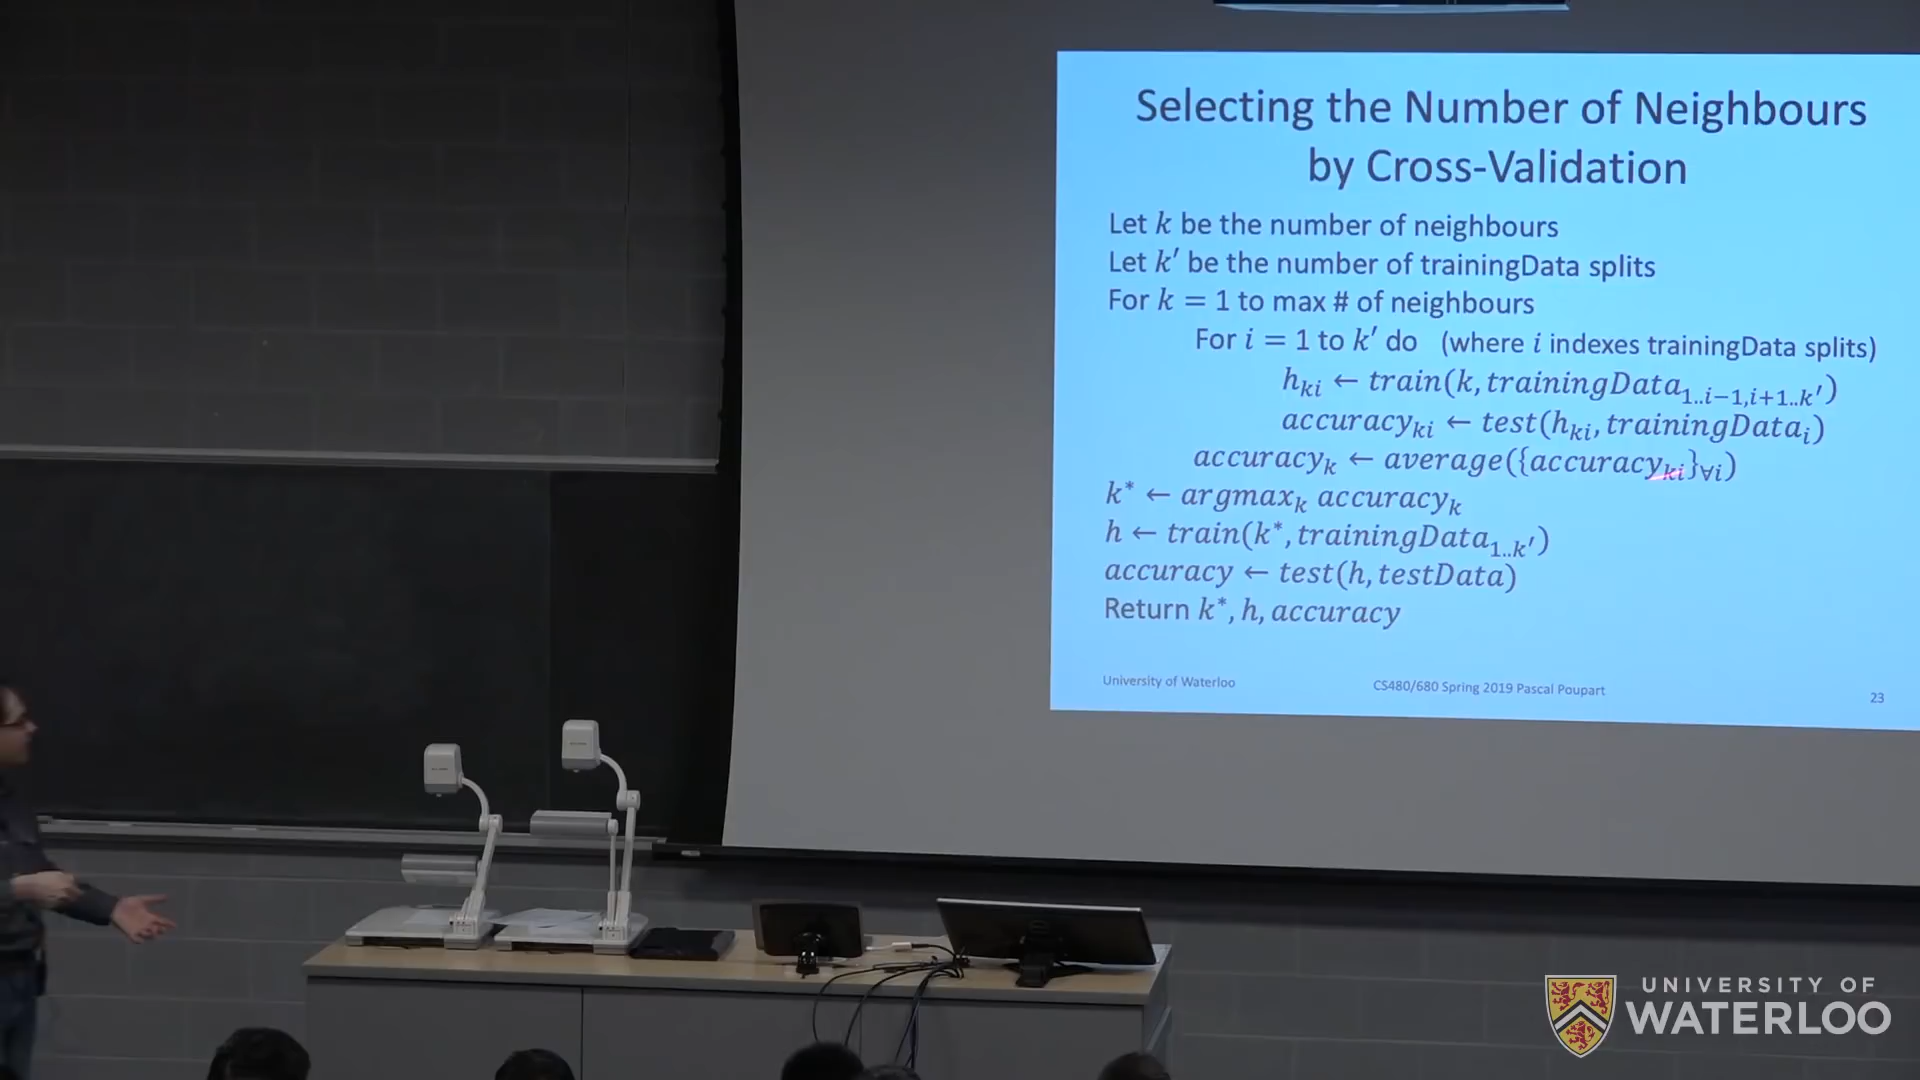 Selecting the Number of Neighbours
by Cross-Validation
Let k be the number of neighbours
Let k′ be the number of trainingData splits
For k = 1 to max # of neighbours
For i = 1 to k′ do (where i indexes trainingData splits)
h_ki ← train(k, trainingData_1..i−1,i+1..k′)
accuracy_ki ← test(h_ki, trainingData_i)
accuracy_k ← average({accuracy_ki}_∀i)
k* ← argmax_k accuracy_k
h ← train(k*, trainingData_1..k′)
accuracy ← test(h, testData)
Return k*, h, accuracy
University of Waterloo CS480/680 Spring 2019 Pascal Poupart 23
UNIVERSITY OF
WATERLOO